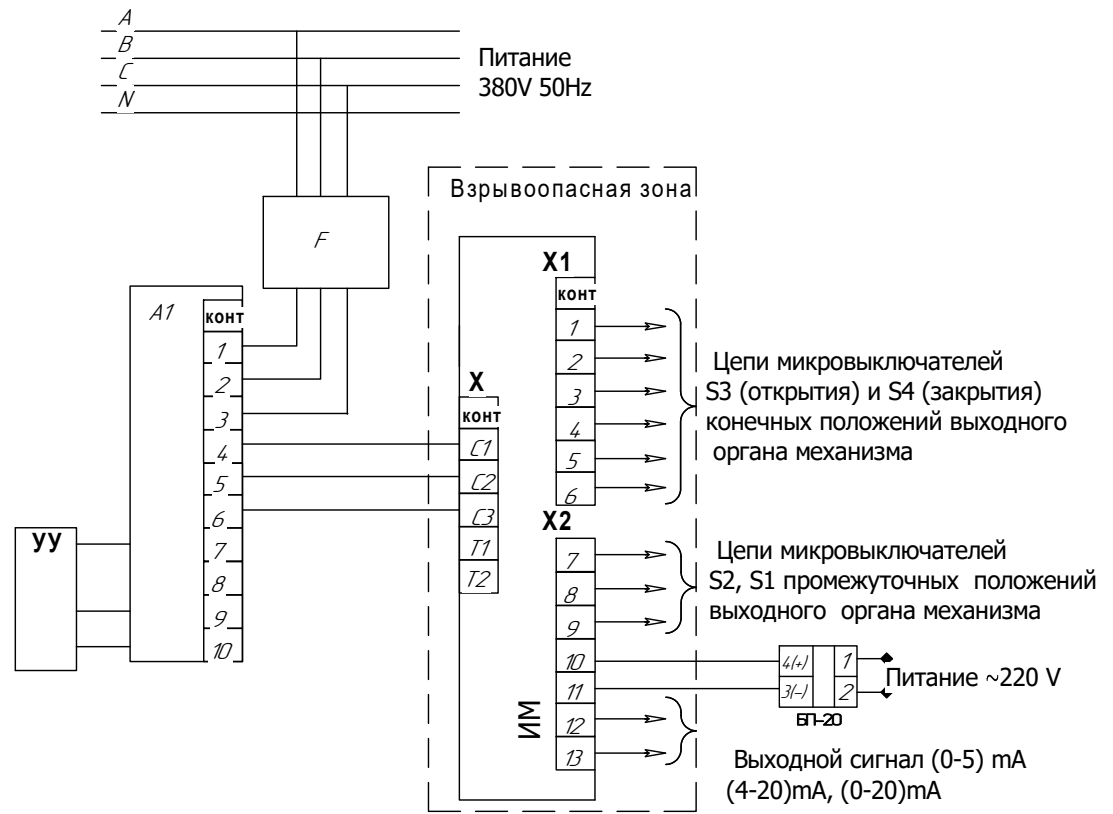 A
B
C
N
Питание
380V 50Hz
Взрывоопасная зона
F
A1
конт
1
2
3
4
5
6
7
8
9
10
УУ
X
конт
C1
C2
C3
T1
T2
X1
конт
1
2
3
4
5
6
Цепи микровыключателей
S3 (открытия) и S4 (закрытия)
конечных положений выходного
органа механизма
X2
7
8
9
10
11
12
13
ИМ
Цепи микровыключателей
S2, S1 промежуточных положений
выходного органа механизма
4(+) 1
3(-) 2
БП-20
Питание ~220 V
Выходной сигнал (0-5) mA
(4-20)mA, (0-20)mA